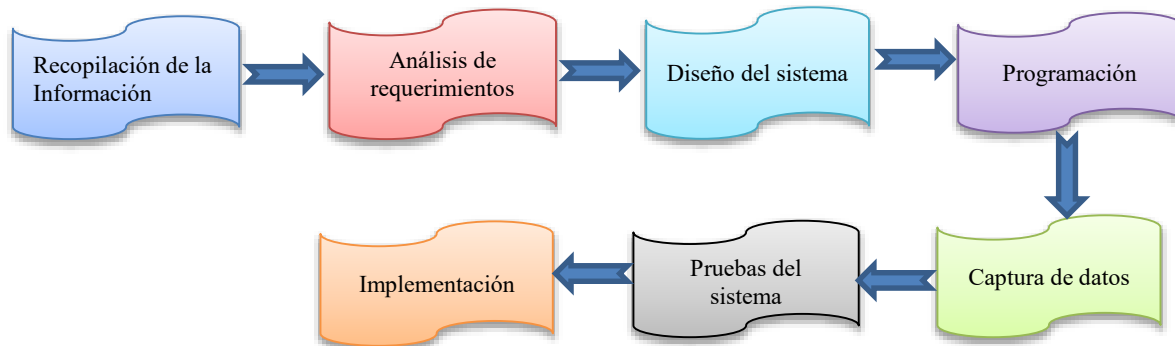 Recopilación de la
Información
Análisis de
requerimientos
Diseño del sistema
Programación
Captura de datos
Pruebas del
sistema
Implementación